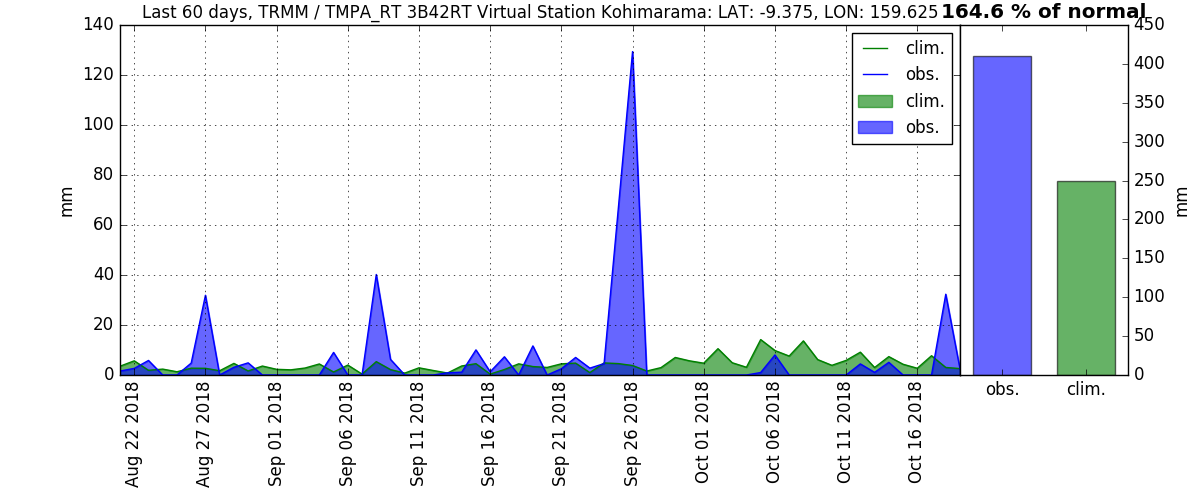 Last 60 days, TRMM / TMPA_RT 3B42RT Virtual Station Kohimarama: LAT: -9.375, LON: 159.625 164.6 % of normal
140
120
100
80
60
40
20
0
mm
clim.
obs.
clim.
obs.
450
400
350
300
250
200
150
100
50
0
mm
Aug 22 2018
Aug 27 2018
Sep 01 2018
Sep 06 2018
Sep 11 2018
Sep 16 2018
Sep 21 2018
Sep 26 2018
Oct 01 2018
Oct 06 2018
Oct 11 2018
Oct 16 2018
obs.
clim.